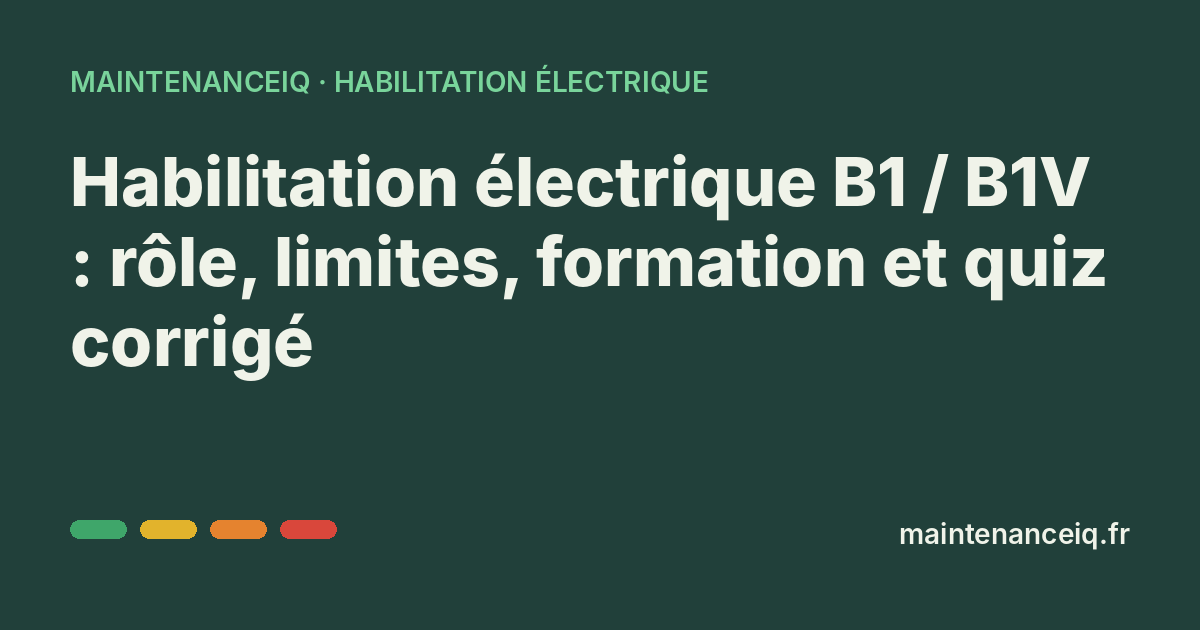 MAINTENANCEIQ · HABILITATION ÉLECTRIQUE
Habilitation électrique B1 / B1V
: rôle, limites, formation et quiz
corrigé
maintenanceiq.fr